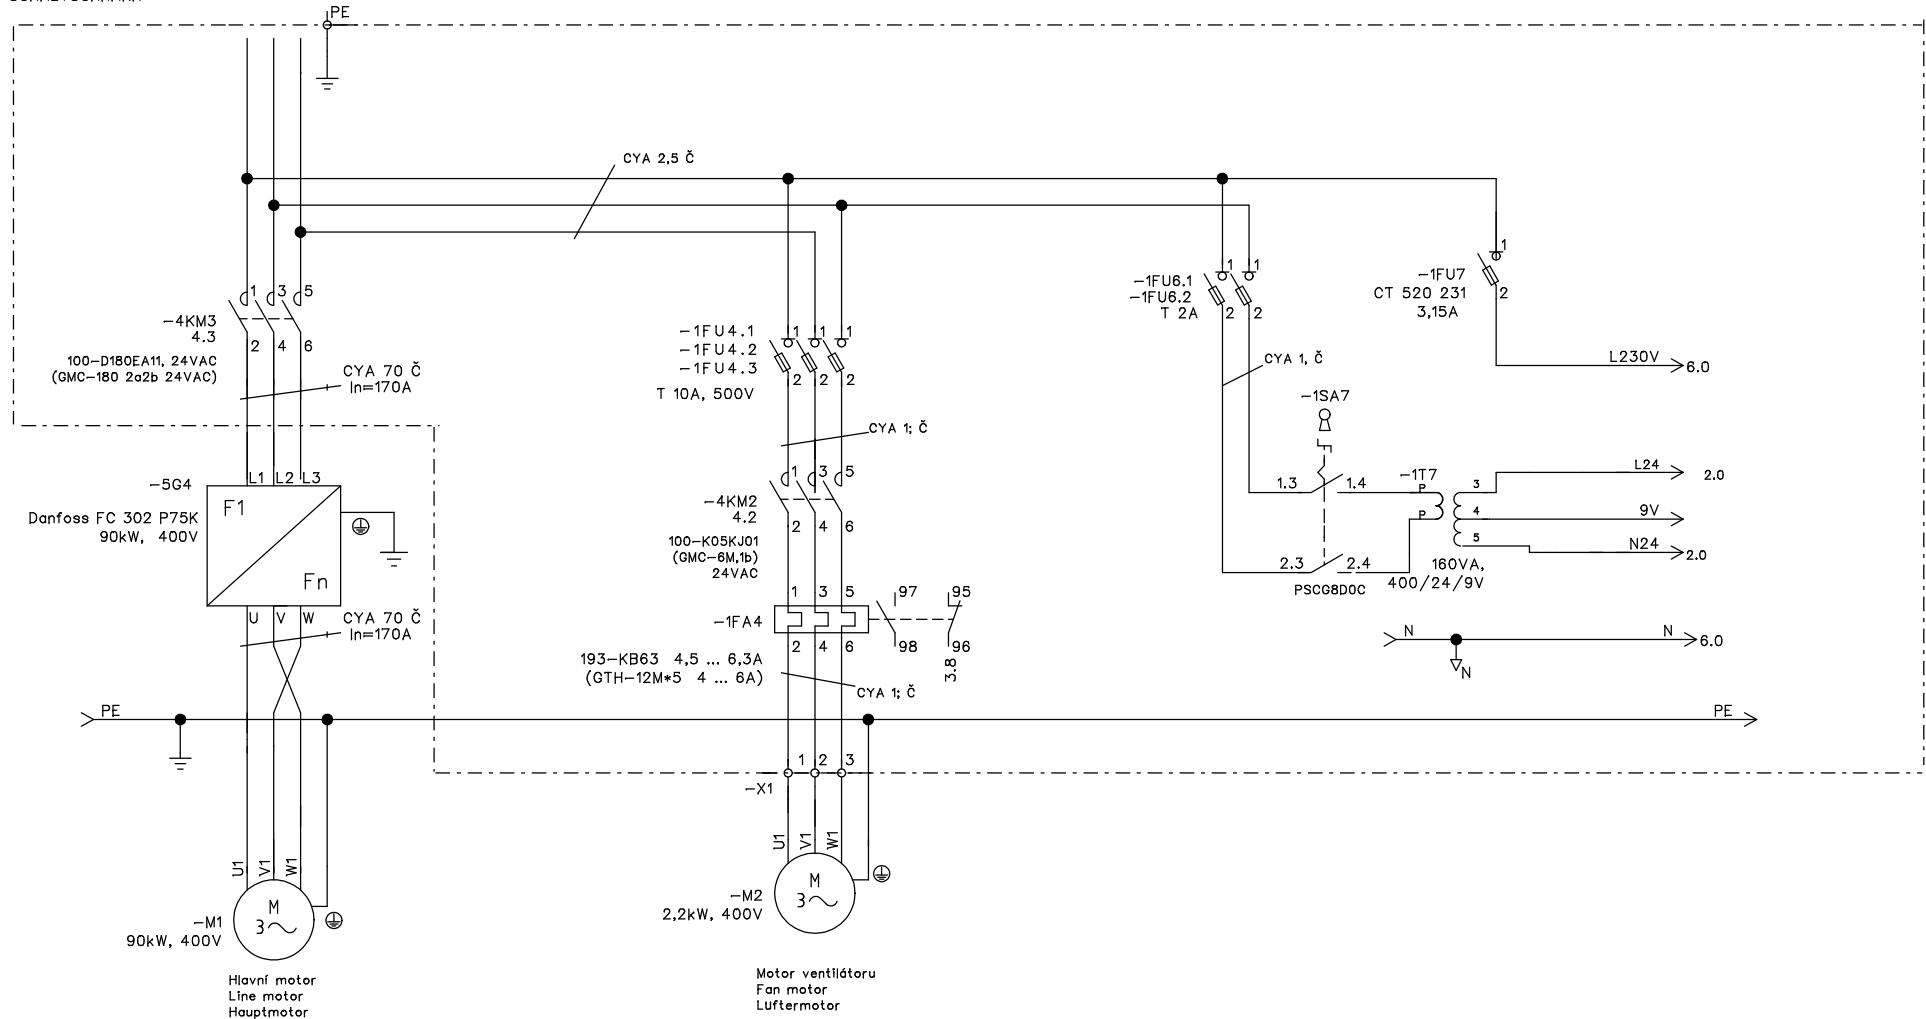 PE
CYA 2,5 Č
1 3 5
-4KM3
4.3
2 4 6
100-D180EA11, 24VAC
(GMC-180 2a2b 24VAC)
CYA 70 Č
In=170A
-5G4
L1 L2 L3
F1
Fn
Danfoss FC 302 P75K
90kW, 400V
U V W
CYA 70 Č
In=170A
PE
U1
V1
W1
M
3
-M1
90kW, 400V
Hlavní motor
Line motor
Hauptmotor
-1FU4.1
-1FU4.2
-1FU4.3
T 10A, 500V
1 1 1
2 2 2
CYA 1; Č
1 3 5
-4KM2
4.2
2 4 6
100-K05KJ01
(GMC-6M,1b)
24VAC
1 3 5
-1FA4
2 4 6
97
98
95
96
3.8
193-KB63 4,5 ... 6,3A
(GTH-12M*5 4 ... 6A)
CYA 1; Č
1 2 3
-X1
U1
V1
W1
M
3
-M2
2,2kW, 400V
Motor ventilátoru
Fan motor
Luftermotor
-1FU6.1
-1FU6.2
T 2A
1 1
2 2
CYA 1, Č
-1FU7
CT 520 231
3,15A
1
2
L230V
6.0
-1SA7
1.3 1.4
2.3 2.4
PSCG8D0C
-1T7
P
P
3
4
5
160VA,
400/24/9V
L24
2.0
9V
N24
2.0
N
N
6.0
N
PE